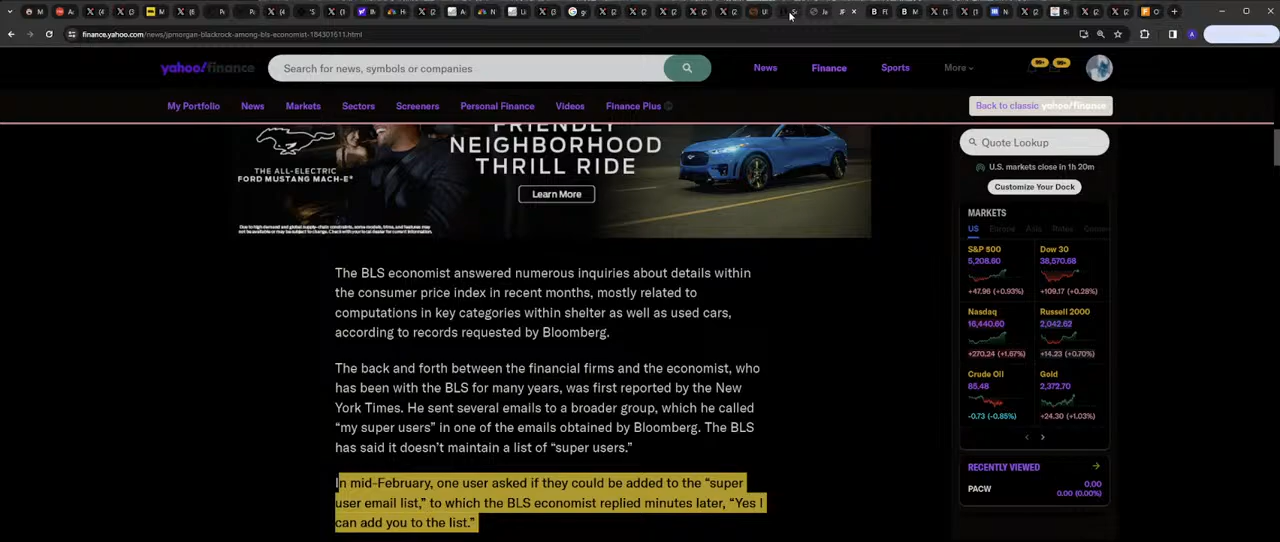 finance.yahoo.com/news/jpmorgan-blackrock-among-bls-economist-184301611.html
yahoo/finance
Search for news, symbols or companies
News
Finance
Sports
More
99+
99+
My Portfolio
News
Markets
Sectors
Screeners
Personal Finance
Videos
Finance Plus
Back to classic yahoo/finance
FRIENDLY
NEIGHBORHOOD
THRILL RIDE
THE ALL-ELECTRIC
FORD MUSTANG MACH-E®
Learn More
Quote Lookup
U.S. markets close in 1h 20m
Customize Your Dock
MARKETS
US Europe Asia Rates
S&P 500
5,208.60
+47.96 (+0.93%)
Dow 30
38,570.68
+109.17 (+0.28%)
Nasdaq
16,440.60
+270.24 (+1.67%)
Russell 2000
2,042.62
+14.23 (+0.70%)
Crude Oil
85.48
-0.73 (-0.85%)
Gold
2,372.70
+24.30 (+1.03%)
RECENTLY VIEWED
PACW
0.00
0.00 (0.00%)
The BLS economist answered numerous inquiries about details within
the consumer price index in recent months, mostly related to
computations in key categories within shelter as well as used cars,
according to records requested by Bloomberg.
The back and forth between the financial firms and the economist, who
has been with the BLS for many years, was first reported by the New
York Times. He sent several emails to a broader group, which he called
“my super users” in one of the emails obtained by Bloomberg. The BLS
has said it doesn’t maintain a list of “super users.”
In mid-February, one user asked if they could be added to the “super
user email list,” to which the BLS economist replied minutes later, “Yes I
can add you to the list.”